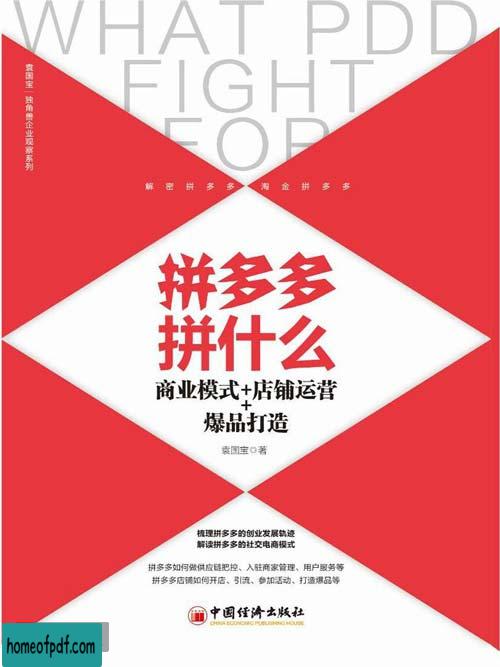 WHAT PDD
FIGHT
FOR
袁国宝|独角兽企业观察系列
解密拼多多 淘金拼多多
拼多多
拼什么
商业模式+店铺运营
+
爆品打造
袁国宝◎著
梳理拼多多的创业发展轨迹
解读拼多多的社交电商模式
拼多多如何做供应链把控、入驻商家管理、用户服务等
拼多多店铺如何开店、引流、参加活动、打造爆品等
中国经济出版社
CHINA ECONOMIC PUBLISHING HOUSE
homeofpdf.com